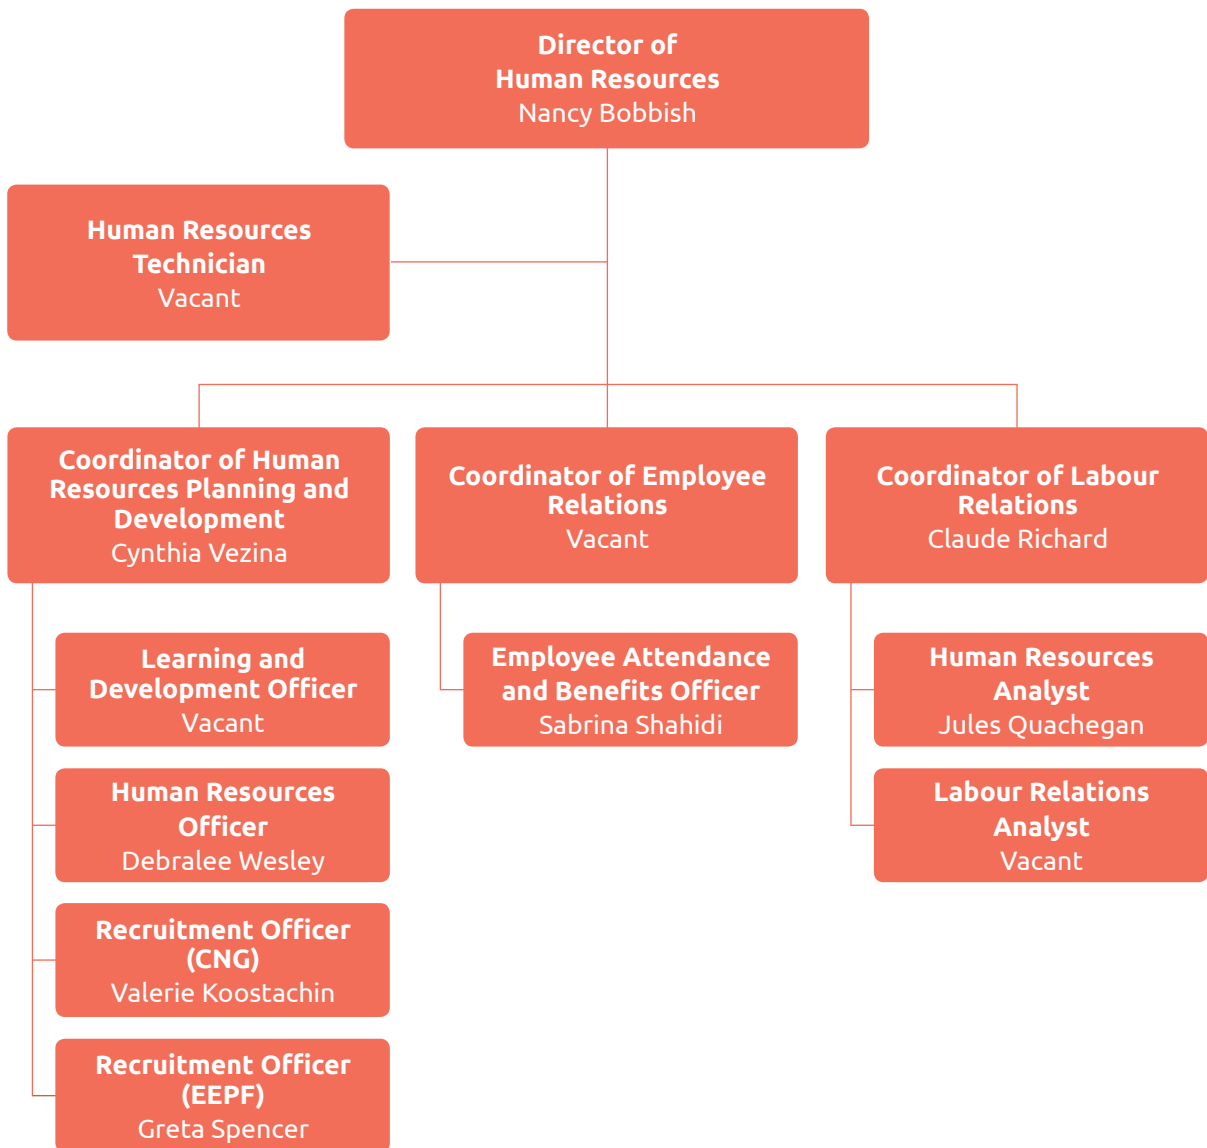 Director of
Human Resources
Nancy Bobbish
Human Resources
Technician
Vacant
Coordinator of Human
Resources Planning and
Development
Cynthia Vezina
Coordinator of Employee
Relations
Vacant
Coordinator of Labour
Relations
Claude Richard
Learning and
Development Officer
Vacant
Human Resources
Officer
Debralee Wesley
Recruitment Officer
(CNG)
Valerie Koostachin
Recruitment Officer
(EEPF)
Greta Spencer
Employee Attendance
and Benefits Officer
Sabrina Shahidi
Human Resources
Analyst
Jules Quachegan
Labour Relations
Analyst
Vacant